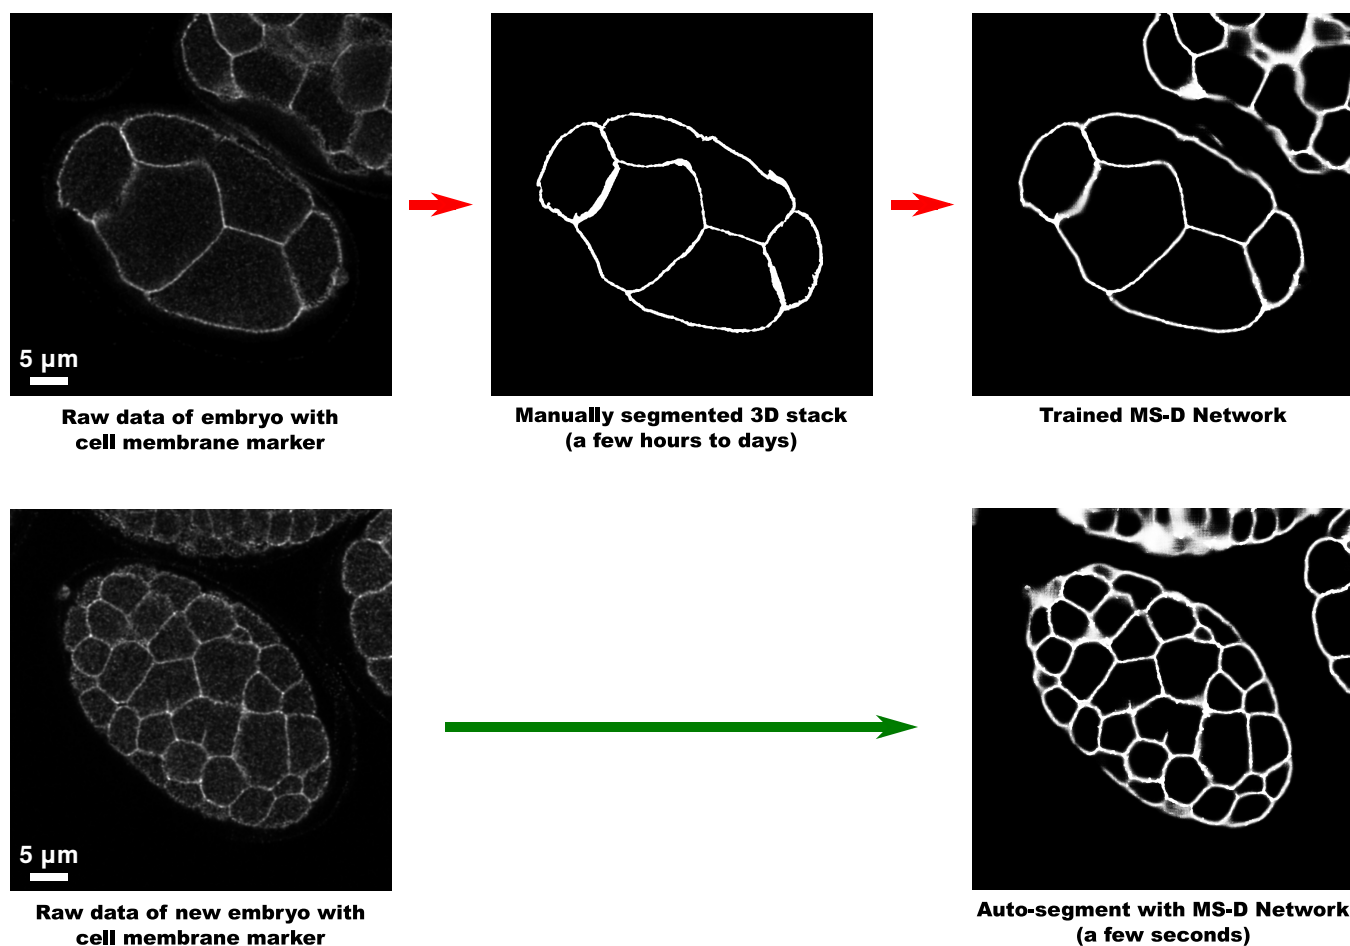 5 µm
Raw data of embryo with
cell membrane marker
Manually segmented 3D stack
(a few hours to days)
Trained MS-D Network
5 µm
Raw data of new embryo with
cell membrane marker
Auto-segment with MS-D Network
(a few seconds)